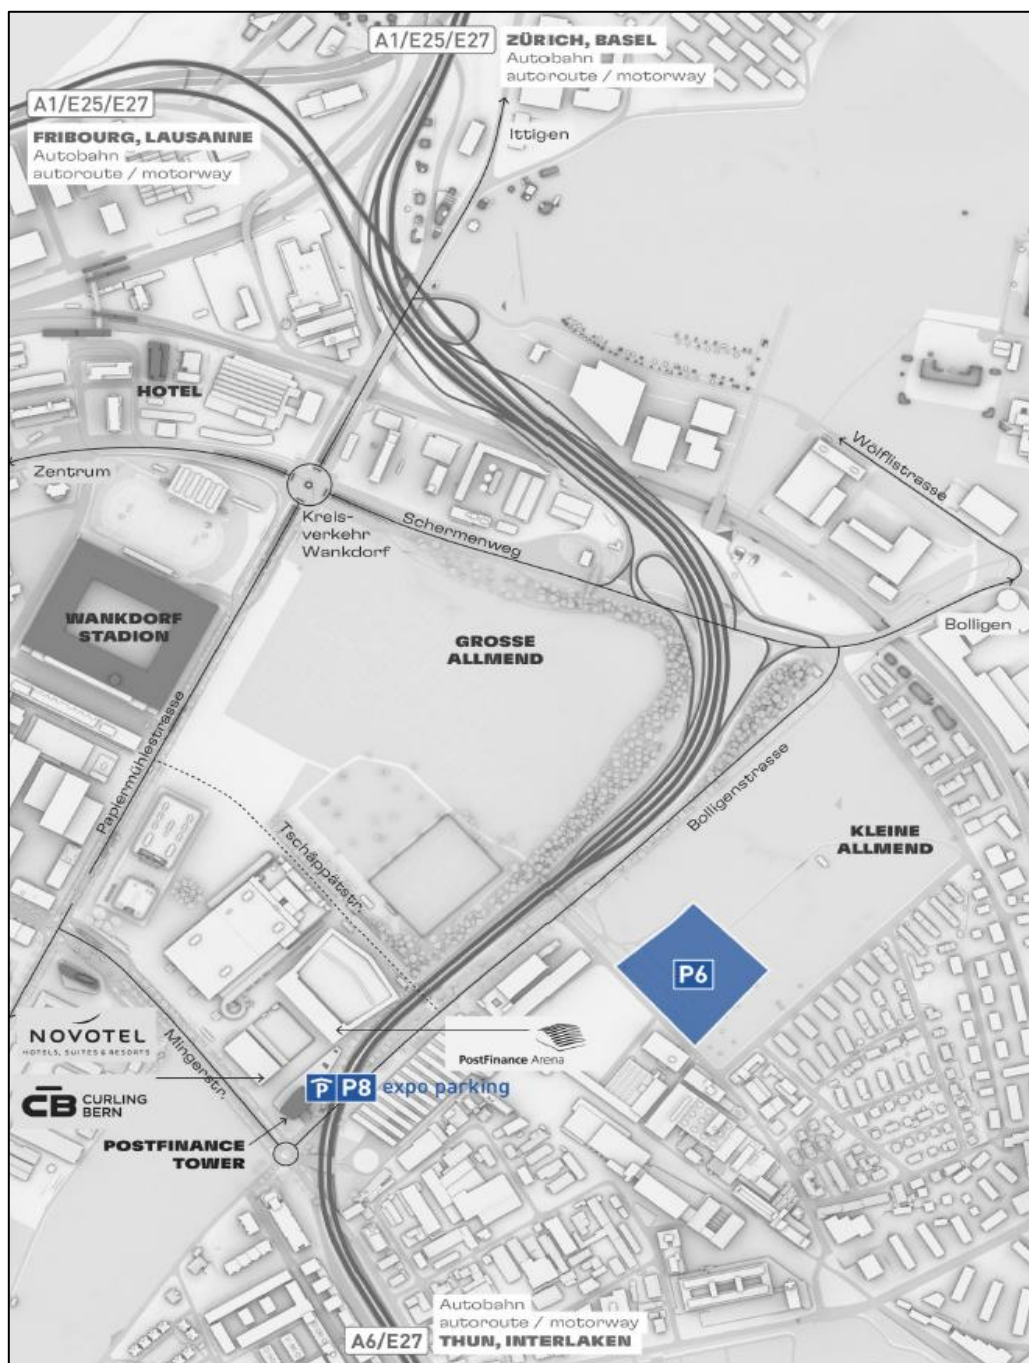 A1/E25/E27
ZÜRICH, BASEL
Autobahn
autoroute / motorway
A1/E25/E27
FRIBOURG, LAUSANNE
Autobahn
autoroute / motorway
Ittigen
HOTEL
Zentrum
Wölflistrasse
Kreis-
verkehr
Wankdorf
Schermenweg
WANKDORF
STADION
GROSSE
ALLMEND
Bolligen
Papiermühlestrasse
Bolligenstrasse
Tschäppätstr.
KLEINE
ALLMEND
P6
NOVOTEL
HOTELS, SUITES & RESORTS
Mingerstr.
PostFinance Arena
CB CURLING
BERN
P P8 expo parking
POSTFINANCE
TOWER
Autobahn
autoroute / motorway
A6/E27
THUN, INTERLAKEN